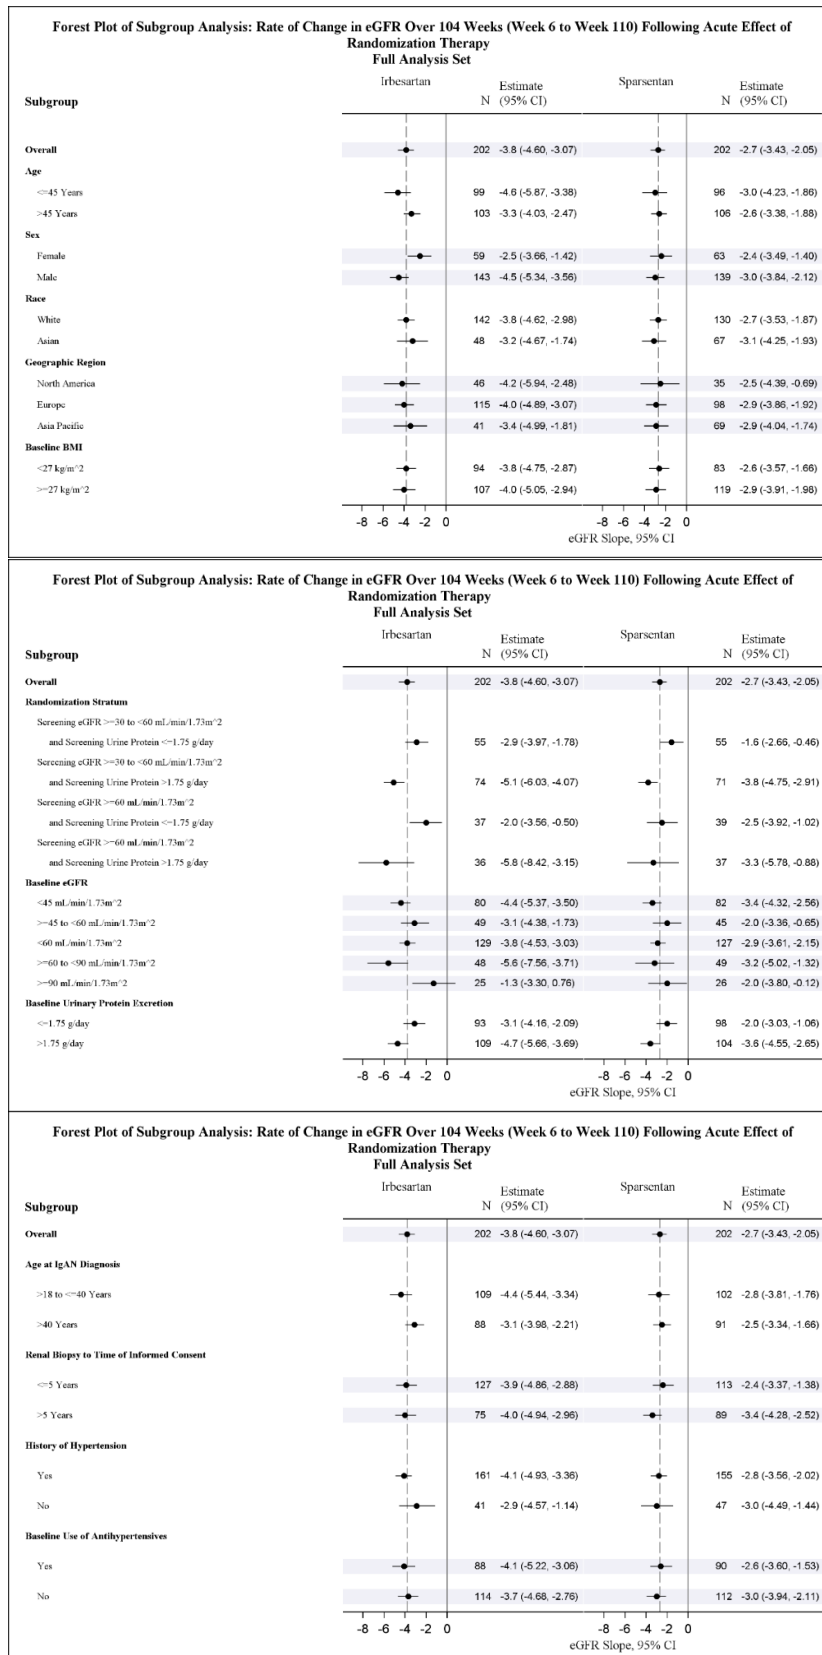 Forest Plot of Subgroup Analysis: Rate of Change in eGFR Over 104 Weeks (Week 6 to Week 110) Following Acute Effect of
Randomization Therapy
Full Analysis Set
Irbesartan Estimate Sparsentan Estimate
Subgroup N (95% CI) N (95% CI)
Overall 202 -3.8 (-4.60, -3.07) 202 -2.7 (-3.43, -2.05)
Age
<=45 Years 99 -4.6 (-5.87, -3.38) 96 -3.0 (-4.23, -1.86)
>45 Years 103 -3.3 (-4.03, -2.47) 106 -2.6 (-3.38, -1.88)
Sex
Female 59 -2.5 (-3.66, -1.42) 63 -2.4 (-3.49, -1.40)
Male 143 -4.5 (-5.34, -3.56) 139 -3.0 (-3.84, -2.12)
Race
White 142 -3.8 (-4.62, -2.98) 130 -2.7 (-3.53, -1.87)
Asian 48 -3.2 (-4.67, -1.74) 67 -3.1 (-4.25, -1.93)
Geographic Region
North America 46 -4.2 (-5.94, -2.48) 35 -2.5 (-4.39, -0.69)
Europe 115 -4.0 (-4.89, -3.07) 98 -2.9 (-3.86, -1.92)
Asia Pacific 41 -3.4 (-4.99, -1.81) 69 -2.9 (-4.04, -1.74)
Baseline BMI
<27 kg/m^2 94 -3.8 (-4.75, -2.87) 83 -2.6 (-3.57, -1.66)
>=27 kg/m^2 107 -4.0 (-5.05, -2.94) 119 -2.9 (-3.91, -1.98)
-8 -6 -4 -2 0 -8 -6 -4 -2 0
eGFR Slope, 95% CI
Forest Plot of Subgroup Analysis: Rate of Change in eGFR Over 104 Weeks (Week 6 to Week 110) Following Acute Effect of
Randomization Therapy
Full Analysis Set
Irbesartan Estimate Sparsentan Estimate
Subgroup N (95% CI) N (95% CI)
Overall 202 -3.8 (-4.60, -3.07) 202 -2.7 (-3.43, -2.05)
Randomization Stratum
Screening eGFR >=30 to <60 mL/min/1.73m^2
and Screening Urine Protein <=1.75 g/day 55 -2.9 (-3.97, -1.78) 55 -1.6 (-2.66, -0.46)
Screening eGFR >=30 to <60 mL/min/1.73m^2
and Screening Urine Protein >1.75 g/day 74 -5.1 (-6.03, -4.07) 71 -3.8 (-4.75, -2.91)
Screening eGFR >=60 mL/min/1.73m^2
and Screening Urine Protein <=1.75 g/day 37 -2.0 (-3.56, -0.50) 39 -2.5 (-3.92, -1.02)
Screening eGFR >=60 mL/min/1.73m^2
and Screening Urine Protein >1.75 g/day 36 -5.8 (-8.42, -3.15) 37 -3.3 (-5.78, -0.88)
Baseline eGFR
<45 mL/min/1.73m^2 80 -4.4 (-5.37, -3.50) 82 -3.4 (-4.32, -2.56)
>=45 to <60 mL/min/1.73m^2 49 -3.1 (-4.38, -1.73) 45 -2.0 (-3.36, -0.65)
<60 mL/min/1.73m^2 129 -3.8 (-4.53, -3.03) 127 -2.9 (-3.61, -2.15)
>=60 to <90 mL/min/1.73m^2 48 -5.6 (-7.56, -3.71) 49 -3.2 (-5.02, -1.32)
>=90 mL/min/1.73m^2 25 -1.3 (-3.30, 0.76) 26 -2.0 (-3.80, -0.12)
Baseline Urinary Protein Excretion
<=1.75 g/day 93 -3.1 (-4.16, -2.09) 98 -2.0 (-3.03, -1.06)
>1.75 g/day 109 -4.7 (-5.66, -3.69) 104 -3.6 (-4.55, -2.65)
-8 -6 -4 -2 0 -8 -6 -4 -2 0
eGFR Slope, 95% CI
Forest Plot of Subgroup Analysis: Rate of Change in eGFR Over 104 Weeks (Week 6 to Week 110) Following Acute Effect of
Randomization Therapy
Full Analysis Set
Irbesartan Estimate Sparsentan Estimate
Subgroup N (95% CI) N (95% CI)
Overall 202 -3.8 (-4.60, -3.07) 202 -2.7 (-3.43, -2.05)
Age at IgAN Diagnosis
>18 to <=40 Years 109 -4.4 (-5.44, -3.34) 102 -2.8 (-3.81, -1.76)
>40 Years 88 -3.1 (-3.98, -2.21) 91 -2.5 (-3.34, -1.66)
Renal Biopsy to Time of Informed Consent
<=5 Years 127 -3.9 (-4.86, -2.88) 113 -2.4 (-3.37, -1.38)
>5 Years 75 -4.0 (-4.94, -2.96) 89 -3.4 (-4.28, -2.52)
History of Hypertension
Yes 161 -4.1 (-4.93, -3.36) 155 -2.8 (-3.56, -2.02)
No 41 -2.9 (-4.57, -1.14) 47 -3.0 (-4.49, -1.44)
Baseline Use of Antihypertensives
Yes 88 -4.1 (-5.22, -3.06) 90 -2.6 (-3.60, -1.53)
No 114 -3.7 (-4.68, -2.76) 112 -3.0 (-3.94, -2.11)
-8 -6 -4 -2 0 -8 -6 -4 -2 0
eGFR Slope, 95% CI